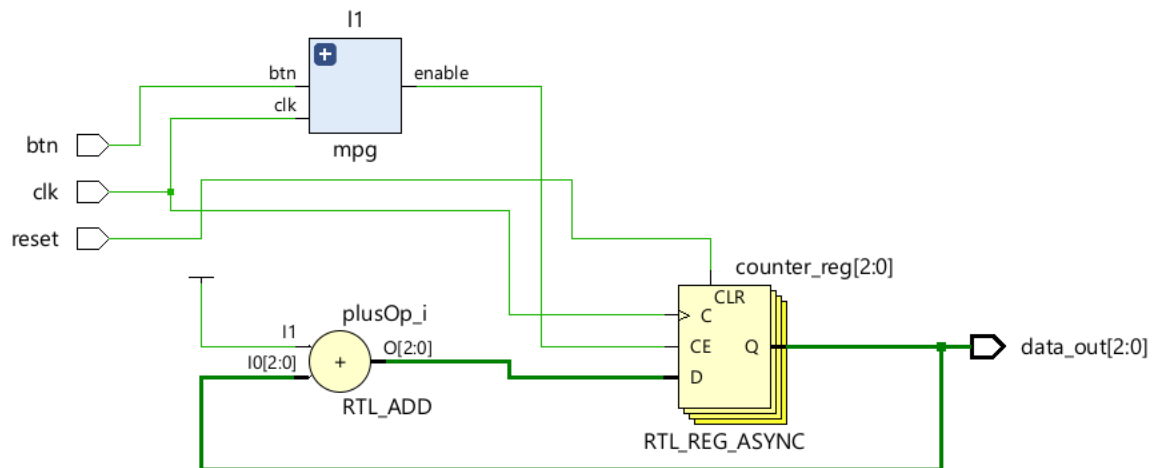 I1
btn
enable
clk
mpg
btn
clk
reset
counter_reg[2:0]
CLR
C
CE
Q
D
RTL_REG_ASYNC
plusOp_i
I1
I0[2:0]
O[2:0]
+
RTL_ADD
data_out[2:0]